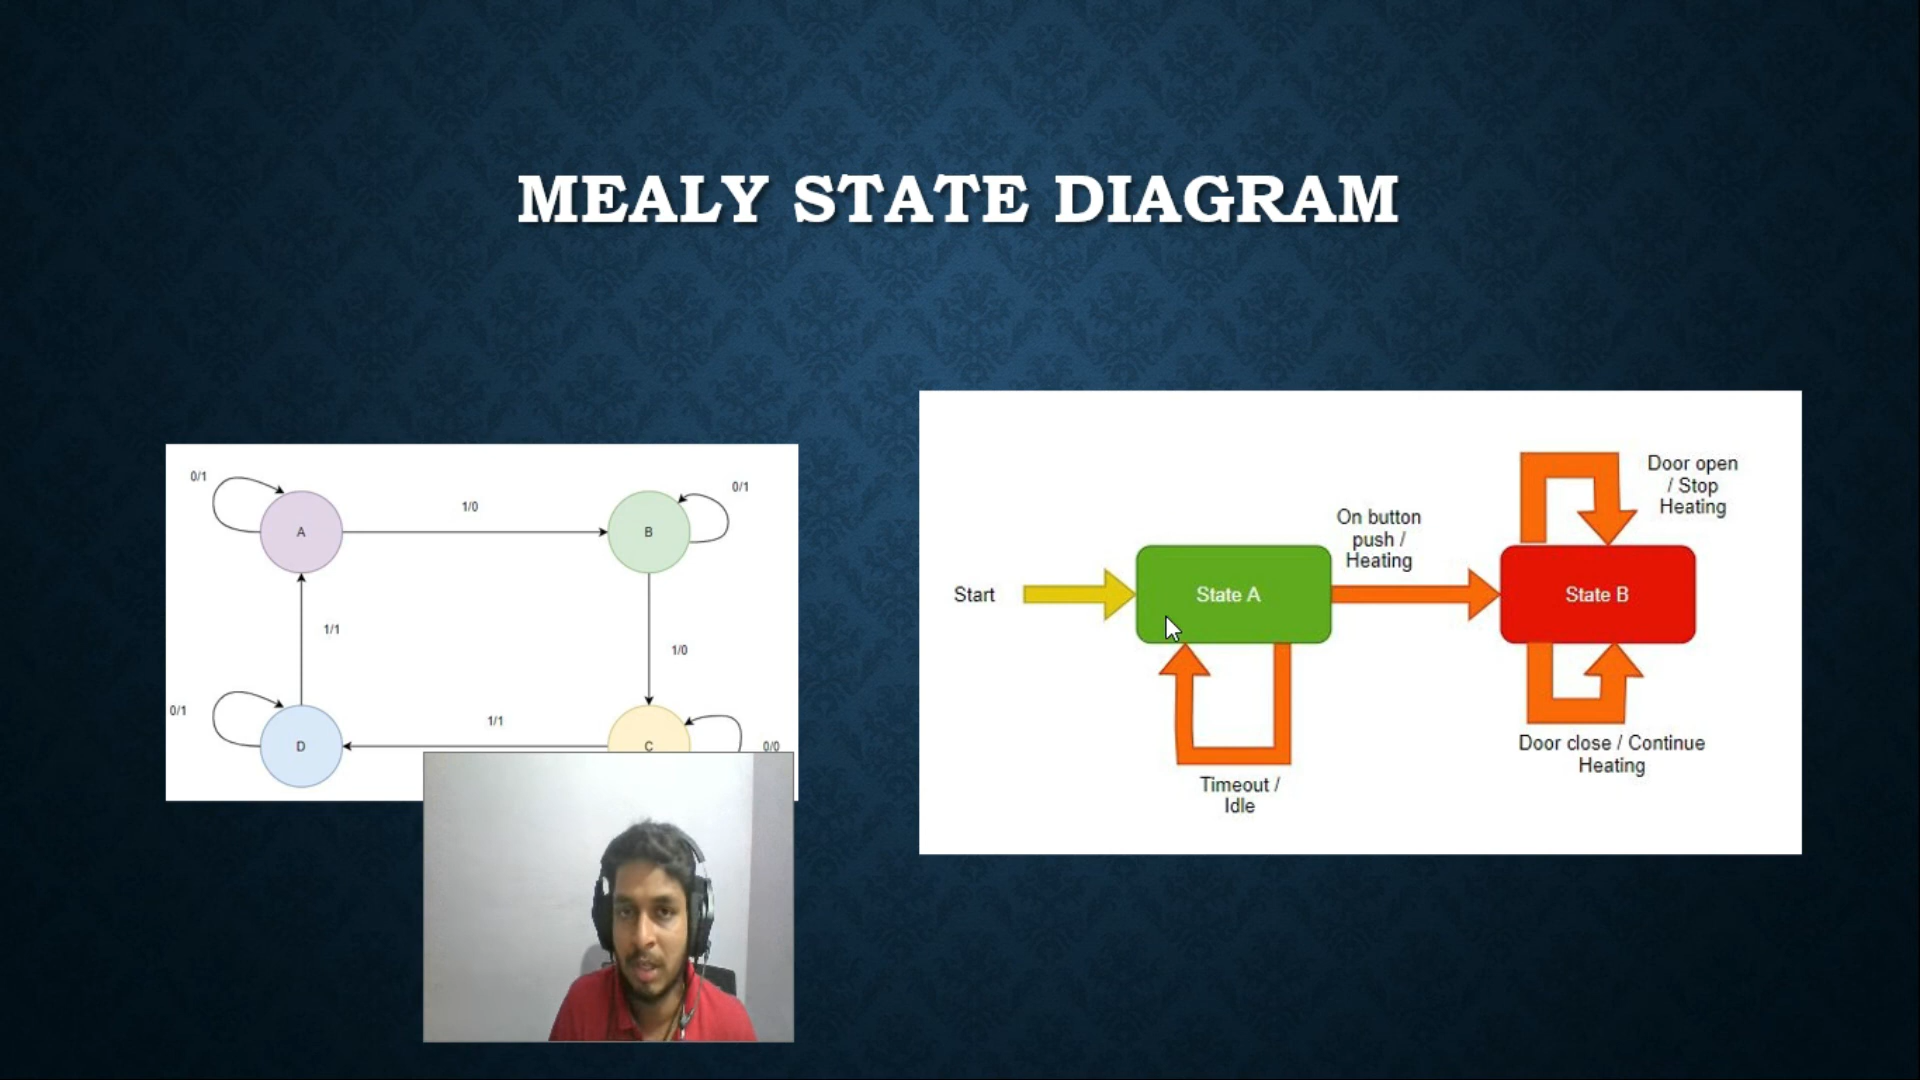 MEALY STATE DIAGRAM
0/1
A
1/0
B
0/1
1/1
1/0
0/1
D
1/1
C
0/0
Start
State A
On button
push /
Heating
State B
Door open
/ Stop
Heating
Timeout /
Idle
Door close / Continue
Heating